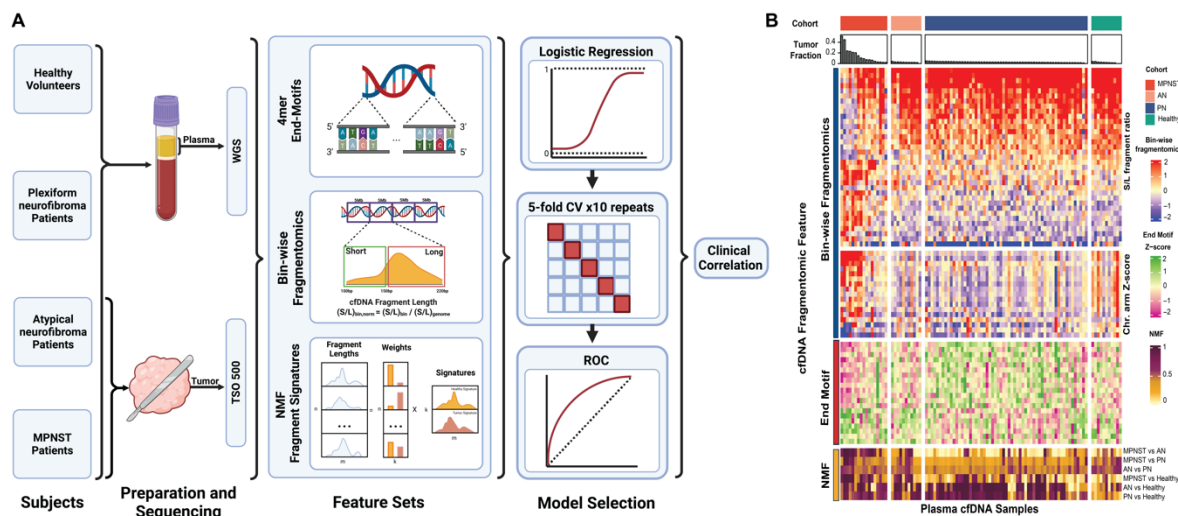 A
Healthy
Volunteers
Plexiform
neurofibroma
Patients
Atypical
neurofibroma
Patients
MPNST
Patients
Subjects
Plasma
WGS
Tumor
TSO 500
Preparation and
Sequencing
4mer
End-Motifs
5'
3'
A T G A
T A C T
...
A A G T
T T C A
3'
5'
Bin-wise
Fragmentomics
5Mb 5Mb 5Mb 5Mb
Short
Long
100bp 150bp 220bp
cfDNA Fragment Length
(S/L)bin,norm = (S/L)bin / (S/L)genome
NMF
Fragment Signatures
Fragment
Lengths
Weights
Signatures
Healthy Signature
Tumor Signature
n
=
n
X
k
m
k
m
Feature Sets
Logistic Regression
1
0
5-fold CV x10 repeats
ROC
Model Selection
Clinical
Correlation
B
Cohort
Tumor
Fraction
0.4
0.2
0
cfDNA Fragment Feature
Bin-wise Fragmentomics
End Motif
NMF
S/L fragment ratio
Chr. arm Z-score
MPNST vs AN
MPNST vs PN
AN vs PN
MPNST vs Healthy
AN vs Healthy
PN vs Healthy
Plasma cfDNA Samples
Cohort
MPNST
AN
PN
Healthy
Bin-wise
fragmentomic
2
1
0
-1
-2
End Motif
Z-score
2
1
0
-1
-2
NMF
1
0.5
0